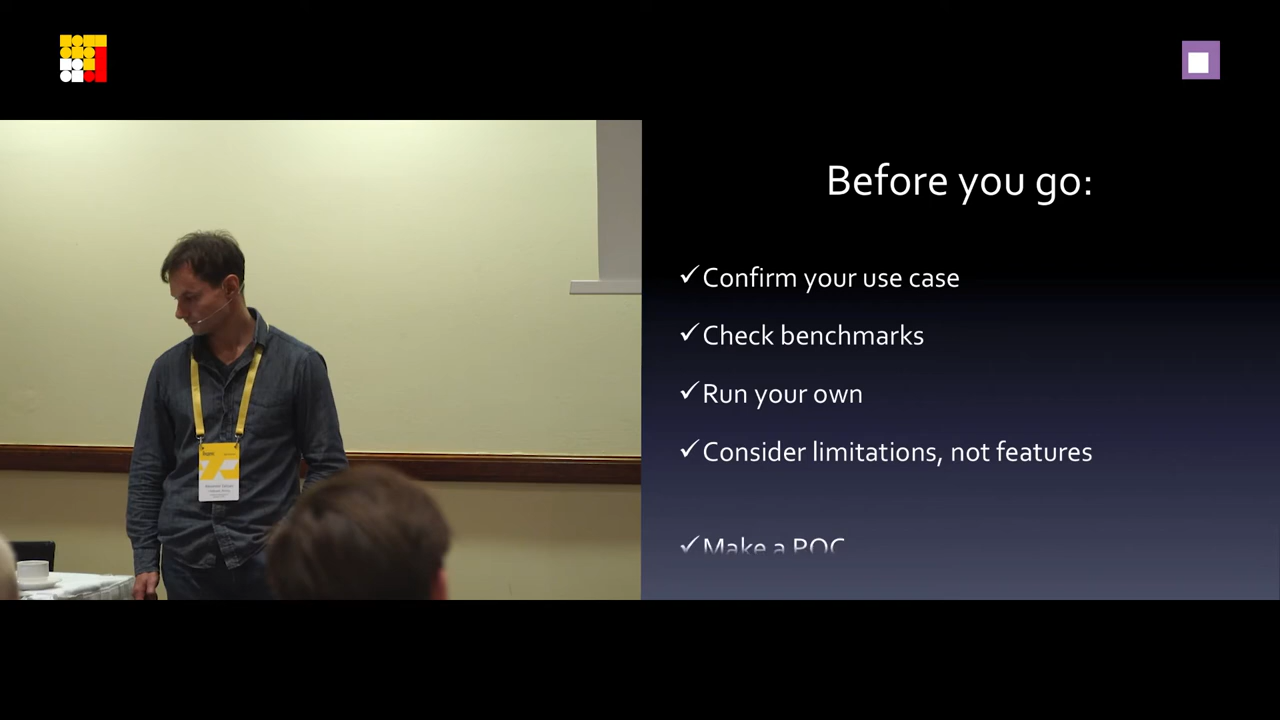 Before you go:
✓Confirm your use case
✓Check benchmarks
✓Run your own
✓Consider limitations, not features
✓Make a POC